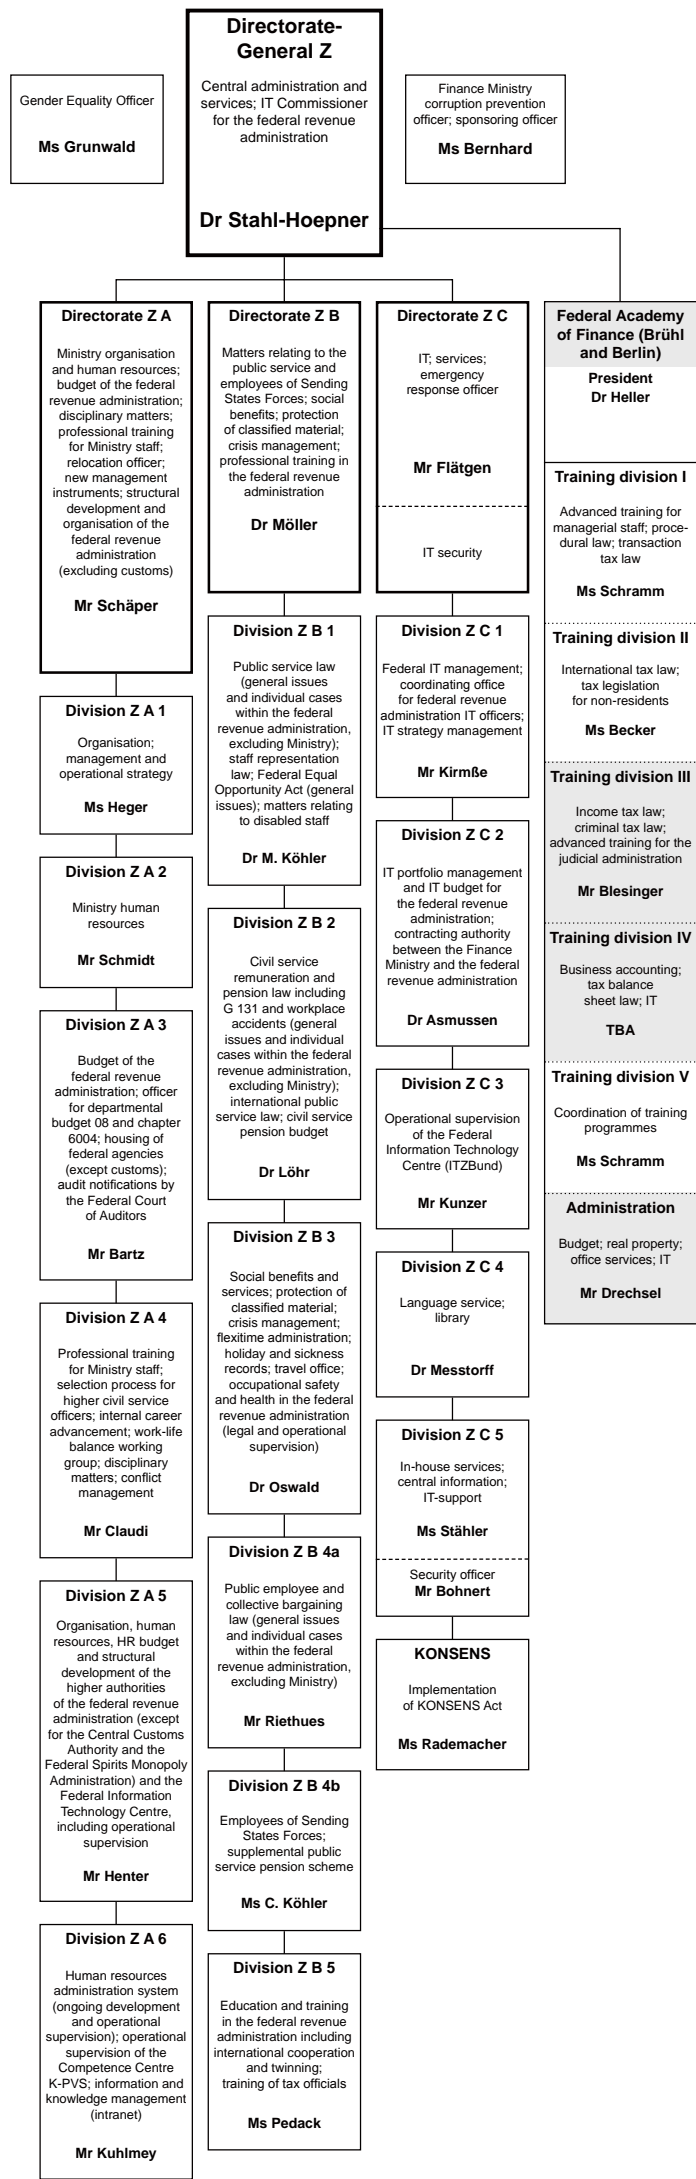 Directorate-
General Z
Central administration and
services; IT Commissioner
for the federal revenue
administration
Dr Stahl-Hoepner
Gender Equality Officer
Ms Grunwald
Finance Ministry
corruption prevention
officer; sponsoring officer
Ms Bernhard
Directorate Z A
Ministry organisation
and human resources;
budget of the federal
revenue administration;
disciplinary matters;
professional training
for Ministry staff;
relocation officer;
new management
instruments; structural
development and
organisation of the
federal revenue
administration
(excluding customs)
Mr Schäper
Division Z A 1
Organisation;
management and
operational strategy
Ms Heger
Division Z A 2
Ministry human
resources
Mr Schmidt
Division Z A 3
Budget of the
federal revenue
administration; officer
for departmental
budget 08 and chapter
6004; housing of
federal agencies
(except customs);
audit notifications by
the Federal Court
of Auditors
Mr Bartz
Division Z A 4
Professional training
for Ministry staff;
selection process for
higher civil service
officers; internal career
advancement; work-life
balance working
group; disciplinary
matters; conflict
management
Mr Claudi
Division Z A 5
Organisation, human
resources, HR budget
and structural
development of the
higher authorities
of the federal revenue
administration (except
for the Central Customs
Authority and the
Federal Spirits Monopoly
Administration) and the
Federal Information
Technology Centre,
including operational
supervision
Mr Henter
Division Z A 6
Human resources
administration system
(ongoing development
and operational
supervision); operational
supervision of the
Competence Centre
K-PVS; information and
knowledge management
(intranet)
Mr Kuhlmey
Directorate Z B
Matters relating to the
public service and
employees of Sending
States Forces; social
benefits; protection
of classified material;
crisis management;
professional training in
the federal revenue
administration
Dr Möller
Division Z B 1
Public service law
(general issues
and individual cases
within the federal
revenue administration,
excluding Ministry);
staff representation
law; Federal Equal
Opportunity Act (general
issues); matters relating
to disabled staff
Dr M. Köhler
Division Z B 2
Civil service
remuneration and
pension law including
G 131 and workplace
accidents (general
issues and individual
cases within the federal
revenue administration,
excluding Ministry);
international public
service law; civil service
pension budget
Dr Löhr
Division Z B 3
Social benefits and
services; protection of
classified material;
crisis management;
flexitime administration;
holiday and sickness
records; travel office;
occupational safety
and health in the federal
revenue administration
(legal and operational
supervision)
Dr Oswald
Division Z B 4a
Public employee and
collective bargaining
law (general issues
and individual cases
within the federal
revenue administration,
excluding Ministry)
Mr Riethues
Division Z B 4b
Employees of Sending
States Forces;
supplemental public
service pension scheme
Ms C. Köhler
Division Z B 5
Education and training
in the federal revenue
administration including
international cooperation
and twinning;
training of tax officials
Ms Pedack
Directorate Z C
IT; services;
emergency
response officer
Mr Flätgen
IT security
Division Z C 1
Federal IT management;
coordinating office
for federal revenue
administration IT officers;
IT strategy management
Mr Kirmße
Division Z C 2
IT portfolio management
and IT budget for
the federal revenue
administration;
contracting authority
between the Finance
Ministry and the federal
revenue administration
Dr Asmussen
Division Z C 3
Operational supervision
of the Federal
Information Technology
Centre (ITZBund)
Mr Kunzer
Division Z C 4
Language service;
library
Dr Messtorff
Division Z C 5
In-house services;
central information;
IT-support
Ms Stähler
Security officer
Mr Bohnert
KONSENS
Implementation
of KONSENS Act
Ms Rademacher
Federal Academy
of Finance (Brühl
and Berlin)
President
Dr Heller
Training division I
Advanced training for
managerial staff; proce-
dural law; transaction
tax law
Ms Schramm
Training division II
International tax law;
tax legislation
for non-residents
Ms Becker
Training division III
Income tax law;
criminal tax law;
advanced training for the
judicial administration
Mr Blesinger
Training division IV
Business accounting;
tax balance
sheet law; IT
TBA
Training division V
Coordination of training
programmes
Ms Schramm
Administration
Budget; real property;
office services; IT
Mr Drechsel